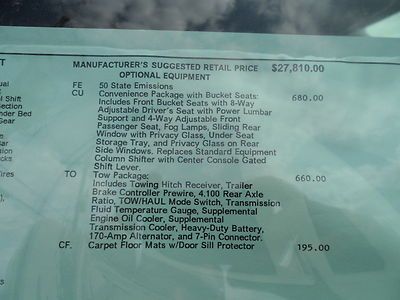 T MANUFACTURER'S SUGGESTED RETAIL PRICE $27,810.00
OPTIONAL EQUIPMENT
FE 50 State Emissions
CU Convenience Package with Bucket Seats: 680.00
Includes Front Bucket Seats with 8-Way
Adjustable Driver's Seat with Power Lumbar
Support and 4-Way Adjustable Front
Passenger Seat, Fog Lamps, Sliding Rear
Window with Privacy Glass, Under Seat
Storage Tray, and Privacy Glass on Rear
Side Windows. Replaces Standard Equipment
Column Shifter with Center Console Gated
Shift Lever.
TO Tow Package: 660.00
Includes Towing Hitch Receiver, Trailer
Brake Controller Prewire, 4.100 Rear Axle
Ratio, TOW/HAUL Mode Switch, Transmission
Fluid Temperature Gauge, Supplemental
Engine Oil Cooler, Supplemental
Transmission Cooler, Heavy-Duty Battery,
170-Amp Alternator, and 7-Pin Connector.
CF. Carpet Floor Mats w/Door Sill Protector 195.00